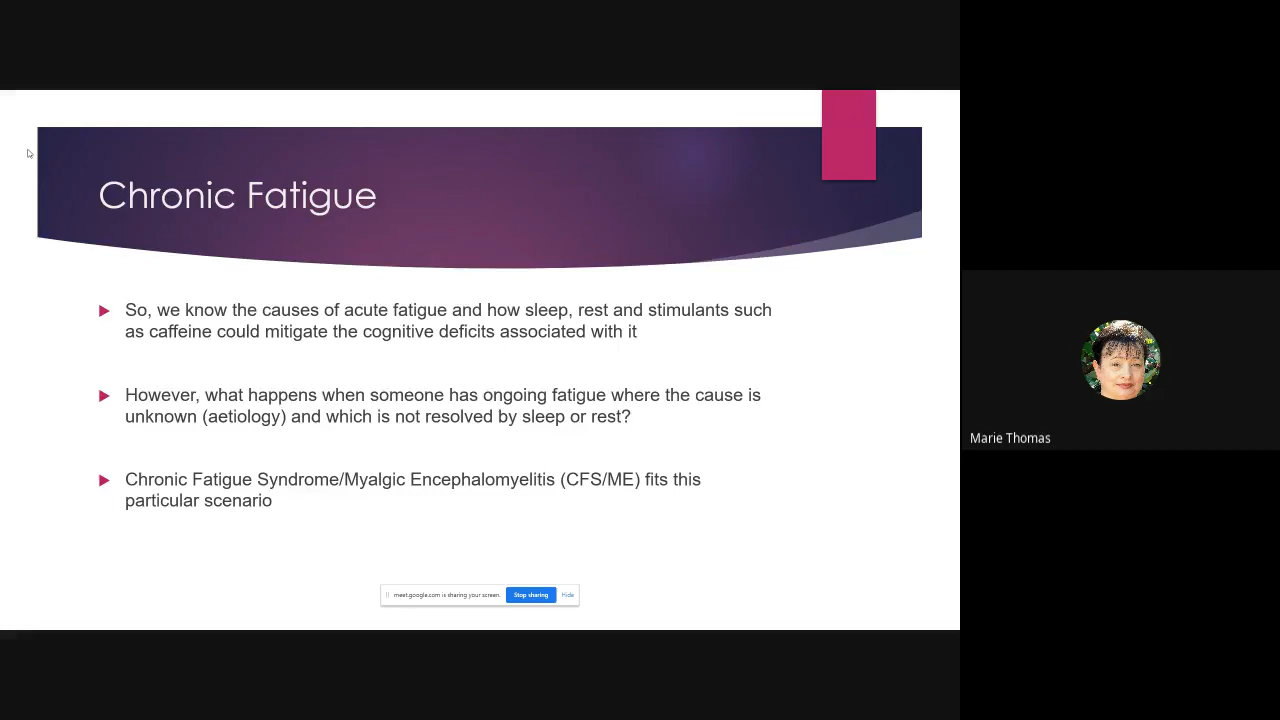 Chronic Fatigue
So, we know the causes of acute fatigue and how sleep, rest and stimulants such
as caffeine could mitigate the cognitive deficits associated with it
However, what happens when someone has ongoing fatigue where the cause is
unknown (aetiology) and which is not resolved by sleep or rest?
Chronic Fatigue Syndrome/Myalgic Encephalomyelitis (CFS/ME) fits this
particular scenario
meet.google.com is sharing your screen. Stop sharing Hide
Marie Thomas